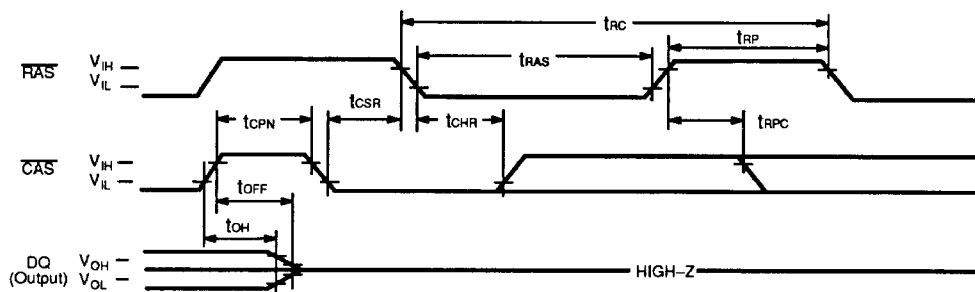 tRC
tRAS
tRP
RAS
VIH
VIL
tCSR
tCHR
tRPC
tCPN
CAS
VIH
VIL
tOFF
tOH
DQ
(Output)
VOH
VOL
HIGH–Z